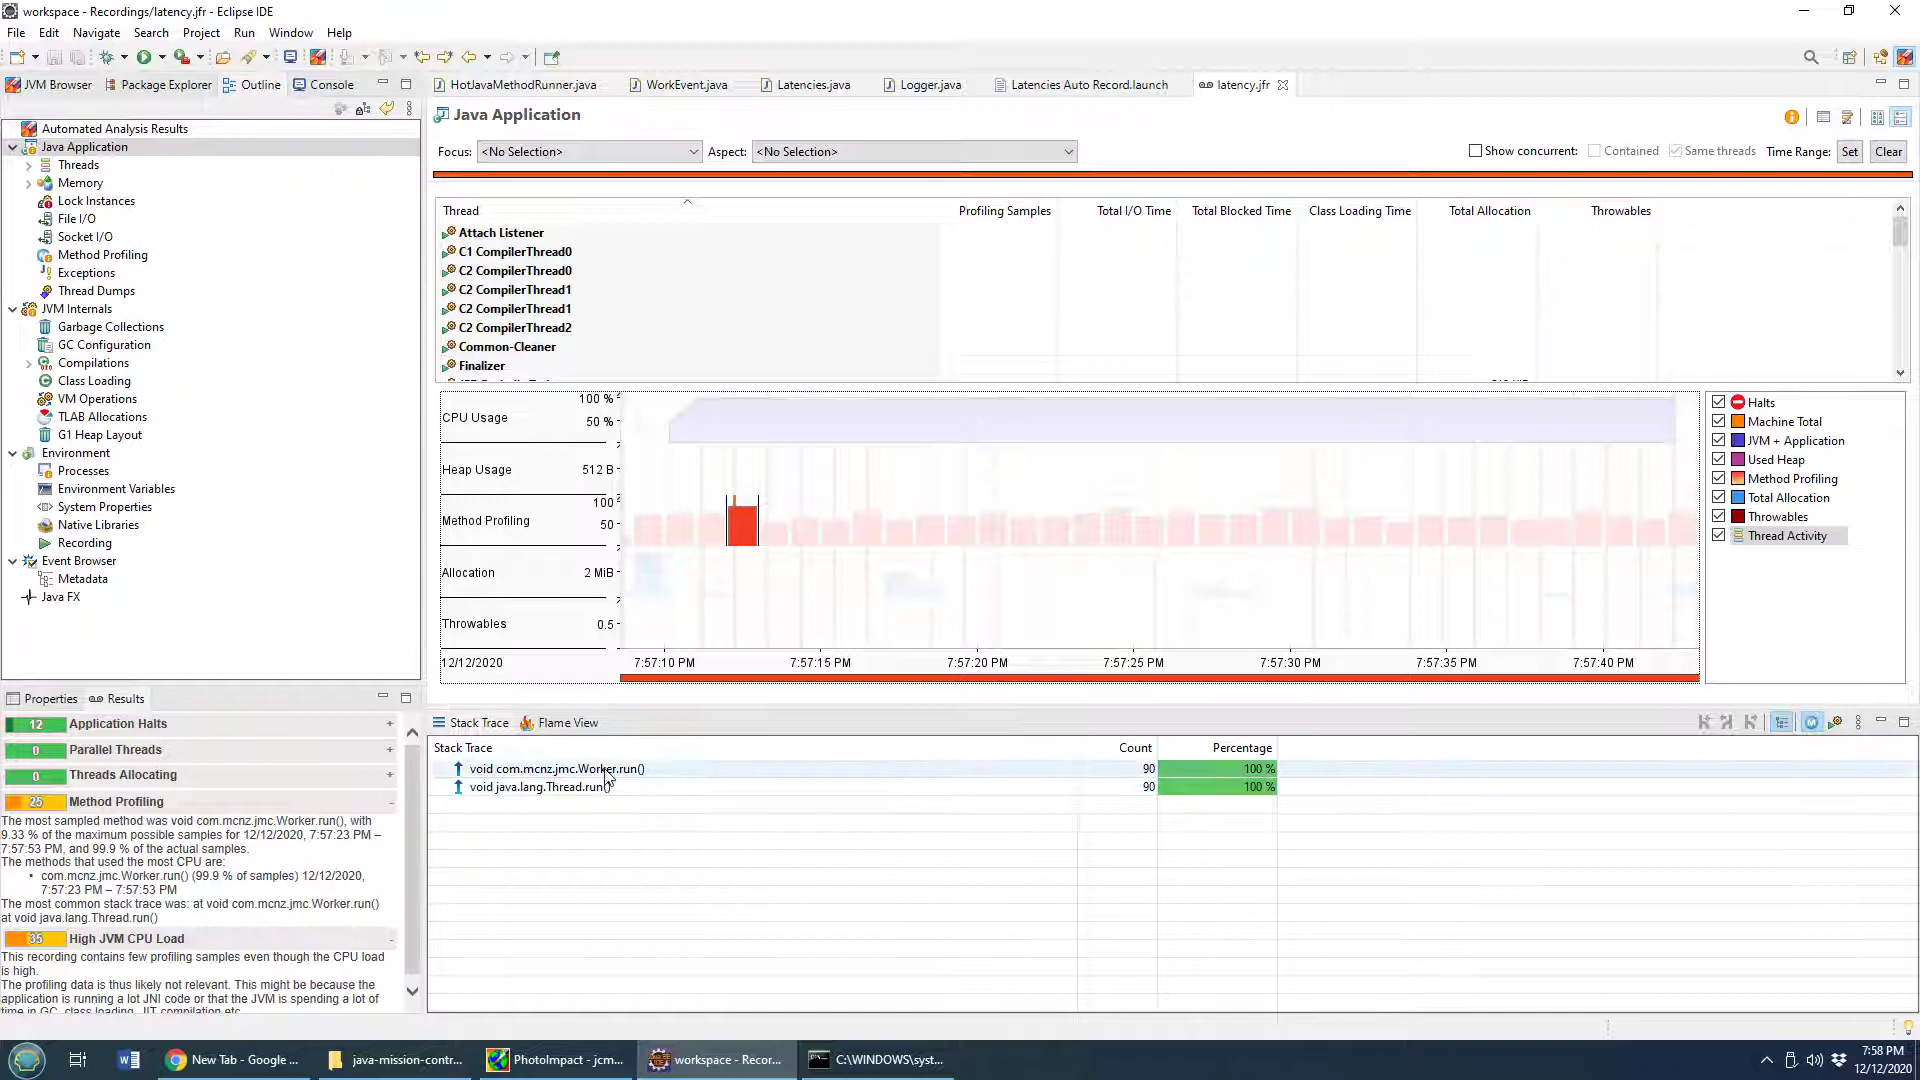 workspace - Recordings/latency.jfr - Eclipse IDE
File Edit Navigate Search Project Run Window Help
JVM Browser Package Explorer Outline Console
HotJavaMethodRunner.java WorkEvent.java Latencies.java Logger.java Latencies Auto Record.launch latency.jfr
Automated Analysis Results
Java Application
Threads
Memory
Lock Instances
File I/O
Socket I/O
Method Profiling
Exceptions
Thread Dumps
JVM Internals
Garbage Collections
GC Configuration
Compilations
Class Loading
VM Operations
TLAB Allocations
G1 Heap Layout
Environment
Processes
Environment Variables
System Properties
Native Libraries
Recording
Event Browser
Metadata
Java FX
Java Application
Focus: <No Selection> Aspect: <No Selection> Show concurrent: Contained Same threads Time Range: Set Clear
Thread Profiling Samples Total I/O Time Total Blocked Time Class Loading Time Total Allocation Throwables
Attach Listener
C1 CompilerThread0
C2 CompilerThread0
C2 CompilerThread1
C2 CompilerThread1
C2 CompilerThread2
Common-Cleaner
Finalizer
CPU Usage 100 % 50 %
Heap Usage 512 B
Method Profiling 100 50
Allocation 2 MiB
Throwables 0.5
12/12/2020 7:57:10 PM 7:57:15 PM 7:57:20 PM 7:57:25 PM 7:57:30 PM 7:57:35 PM 7:57:40 PM
Halts
Machine Total
JVM + Application
Used Heap
Method Profiling
Total Allocation
Throwables
Thread Activity
Properties Results
12 Application Halts +
0 Parallel Threads +
0 Threads Allocating +
25 Method Profiling -
The most sampled method was void com.mcnz.jmc.Worker.run(), with
9.33 % of the maximum possible samples for 12/12/2020, 7:57:23 PM –
7:57:53 PM, and 99.9 % of the actual samples.
The methods that used the most CPU are:
• com.mcnz.jmc.Worker.run() (99.9 % of samples) 12/12/2020,
7:57:23 PM – 7:57:53 PM
The most common stack trace was: at void com.mcnz.jmc.Worker.run()
at void java.lang.Thread.run()
35 High JVM CPU Load -
This recording contains few profiling samples even though the CPU load
is high.
The profiling data is thus likely not relevant. This might be because the
application is running a lot JNI code or that the JVM is spending a lot of
time in GC, class loading, JIT compilation etc.
Stack Trace Flame View
Stack Trace Count Percentage
void com.mcnz.jmc.Worker.run() 90 100 %
void java.lang.Thread.run() 90 100 %
New Tab - Google ... java-mission-contr... PhotoImpact - jcm... workspace - Recor... C:\WINDOWS\syst...
7:58 PM
12/12/2020